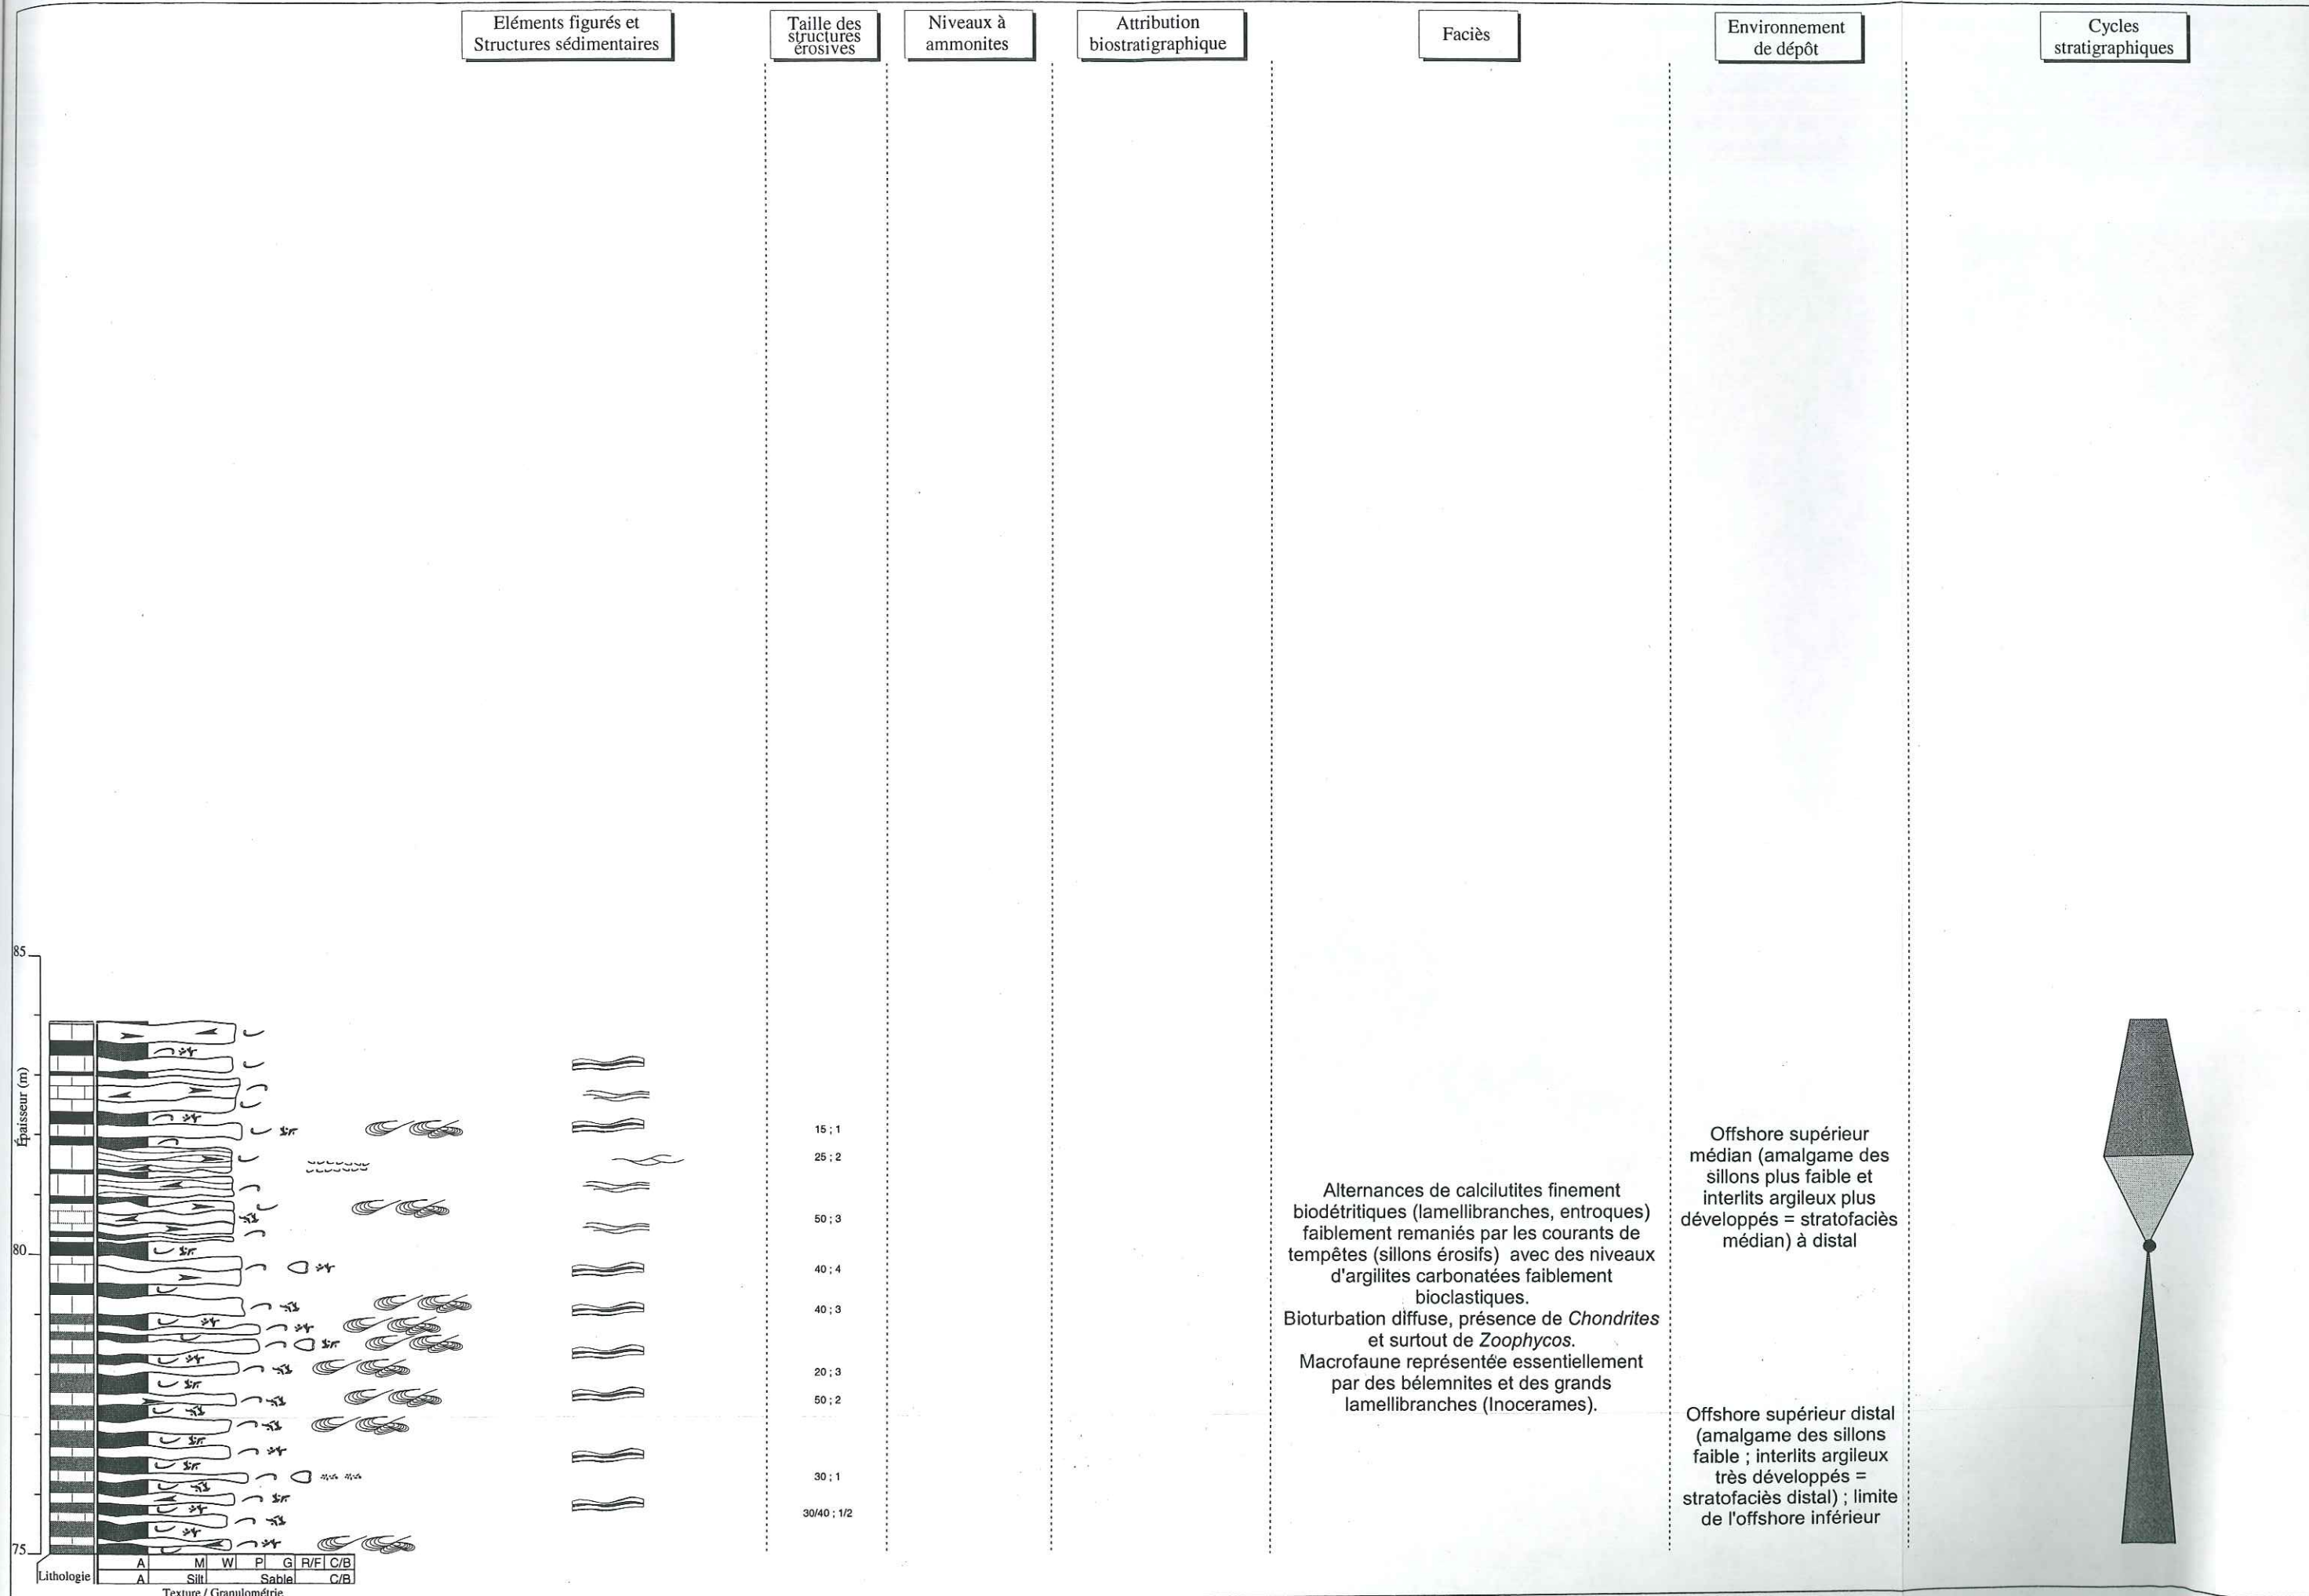 Eléments figurés et
Structures sédimentaires
Taille des
structures
érosives
Niveaux à
ammonites
Attribution
biostratigraphique
Faciès
Environnement
de dépôt
Cycles
stratigraphiques
85
Épaisseur (m)
80
75
15 ; 1
25 ; 2
50 ; 3
40 ; 4
40 ; 3
20 ; 3
50 ; 2
30 ; 1
30/40 ; 1/2
Alternances de calcilutites finement
biodétritiques (lamellibranches, entroques)
faiblement remaniés par les courants de
tempêtes (sillons érosifs) avec des niveaux
d'argilites carbonatées faiblement
bioclastiques.
Bioturbation diffuse, présence de Chondrites
et surtout de Zoophycos.
Macrofaune représentée essentiellement
par des bélemnites et des grands
lamellibranches (Inocerames).
Offshore supérieur
médian (amalgame des
sillons plus faible et
interlits argileux plus
développés = stratofaciès
médian) à distal
Offshore supérieur distal
(amalgame des sillons
faible ; interlits argileux
très développés =
stratofaciès distal) ; limite
de l'offshore inférieur
Lithologie
A M W P G R/F C/B
A Silt Sable C/B
Texture / Granulométrie